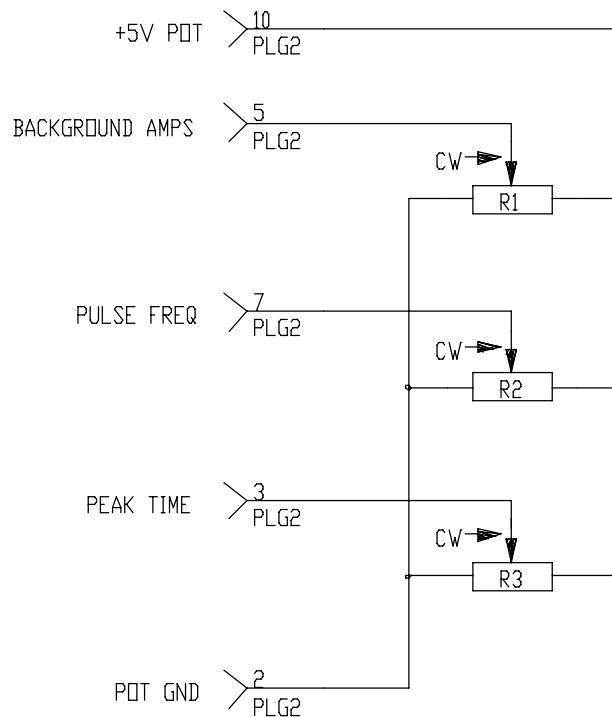 10
+5V POT
PLG2
5
BACKGROUND AMPS
PLG2
CW
R1
7
PULSE FREQ
PLG2
CW
R2
3
PEAK TIME
PLG2
CW
R3
2
POT GND
PLG2